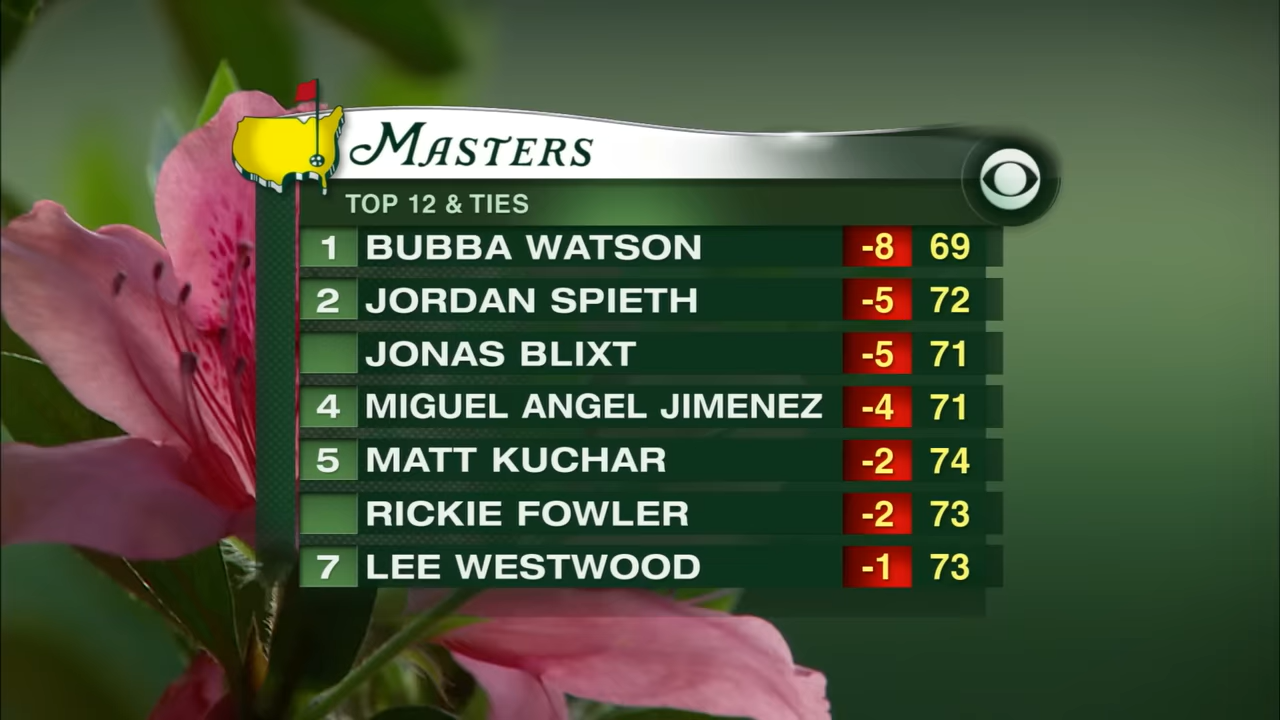 MASTERS
TOP 12 & TIES
1 BUBBA WATSON -8 69
2 JORDAN SPIETH -5 72
JONAS BLIXT -5 71
4 MIGUEL ANGEL JIMENEZ -4 71
5 MATT KUCHAR -2 74
RICKIE FOWLER -2 73
7 LEE WESTWOOD -1 73